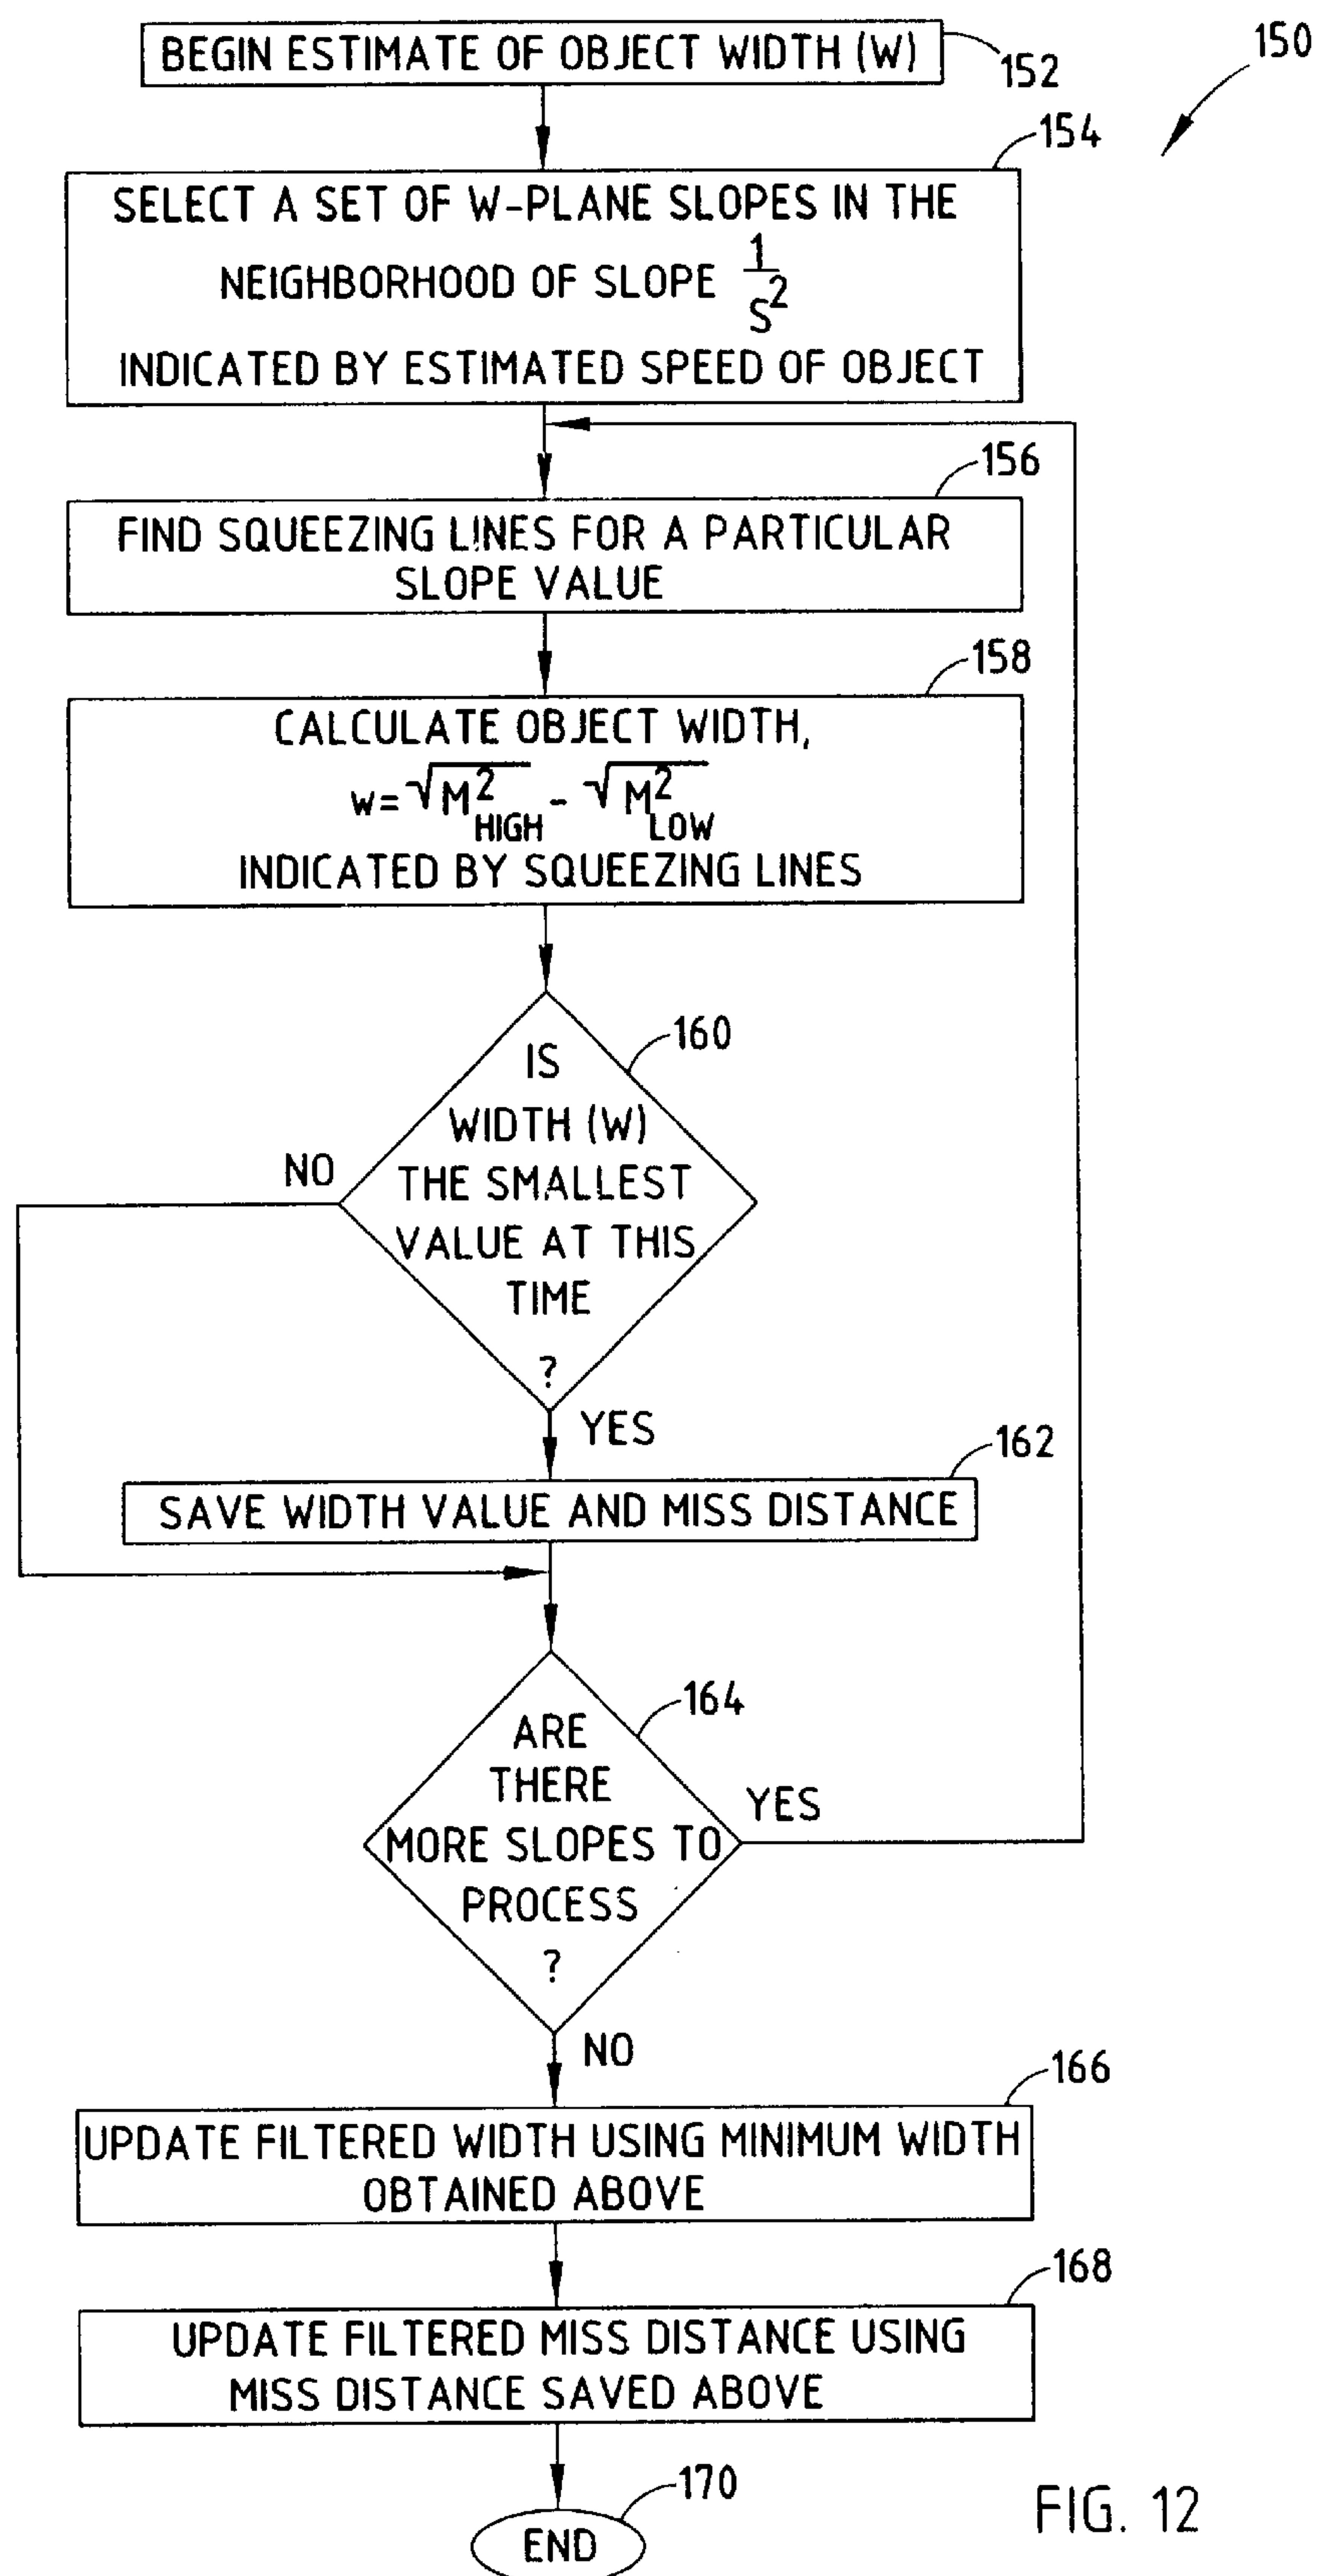 BEGIN ESTIMATE OF OBJECT WIDTH (W)
152
150
154
SELECT A SET OF W-PLANE SLOPES IN THE
NEIGHBORHOOD OF SLOPE 1/S²
INDICATED BY ESTIMATED SPEED OF OBJECT
156
FIND SQUEEZING LINES FOR A PARTICULAR
SLOPE VALUE
158
CALCULATE OBJECT WIDTH,
w=√M²HIGH - √M²LOW
INDICATED BY SQUEEZING LINES
160
IS
WIDTH (W)
THE SMALLEST
VALUE AT THIS
TIME
?
NO
YES
162
SAVE WIDTH VALUE AND MISS DISTANCE
164
ARE
THERE
MORE SLOPES TO
PROCESS
?
YES
NO
166
UPDATE FILTERED WIDTH USING MINIMUM WIDTH
OBTAINED ABOVE
168
UPDATE FILTERED MISS DISTANCE USING
MISS DISTANCE SAVED ABOVE
170
END
FIG. 12